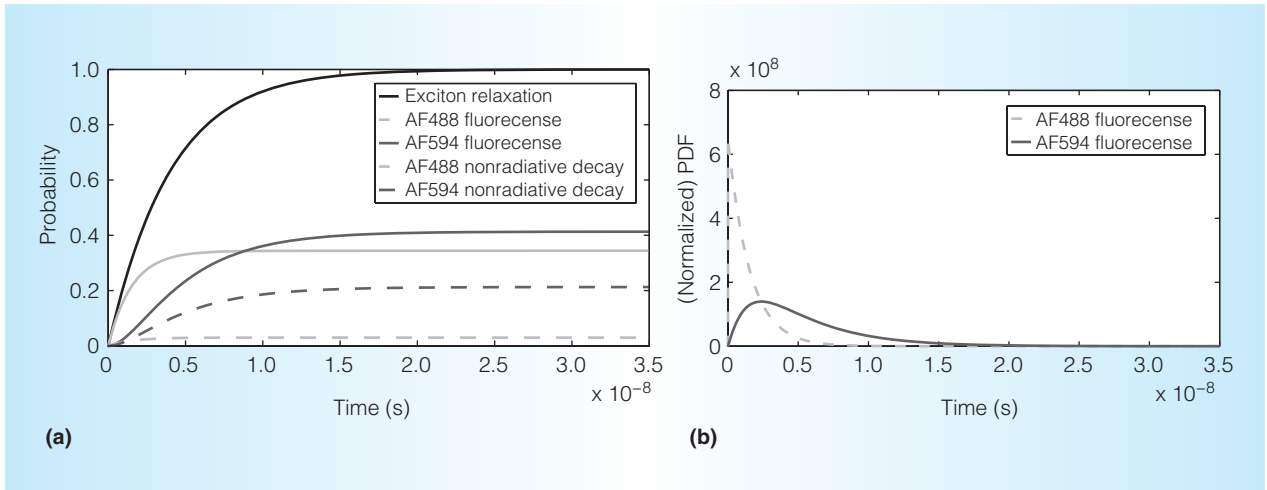 1.0
0.8
0.6
0.4
0.2
0
Probability
Exciton relaxation
AF488 fluorecense
AF594 fluorecense
AF488 nonradiative decay
AF594 nonradiative decay
0 0.5 1.0 1.5 2.0 2.5 3.0 3.5
x 10⁻⁸
Time (s)
(a)
x 10⁸
8
6
4
2
0
(Normalized) PDF
AF488 fluorecense
AF594 fluorecense
0 0.5 1.0 1.5 2.0 2.5 3.0 3.5
x 10⁻⁸
Time (s)
(b)